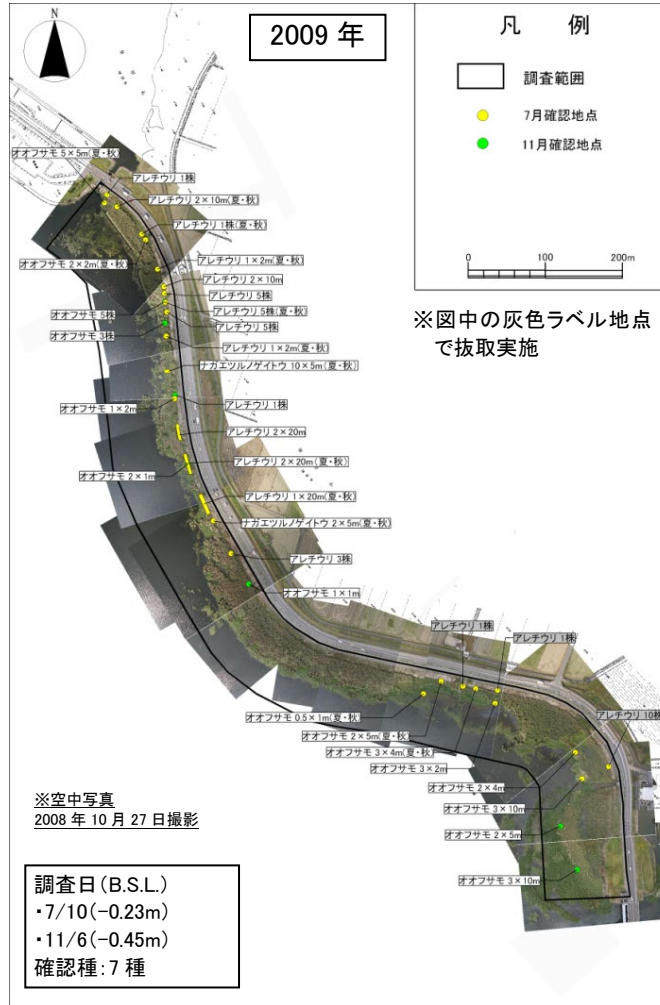 N
2009 年
凡 例
調査範囲
7月確認地点
11月確認地点
0 100 200m
※図中の灰色ラベル地点
で抜取実施
オオフサモ 5×5m(夏・秋)
アレチウリ 1株
アレチウリ 2×10m(夏・秋)
アレチウリ 1株(夏・秋)
オオフサモ 2×2m(夏・秋)
アレチウリ 1×2m(夏・秋)
アレチウリ 2×10m
アレチウリ 5株
オオフサモ 5株
アレチウリ 5株(夏・秋)
アレチウリ 5株
オオフサモ 3株
アレチウリ 1×2m(夏・秋)
ナガエツルノゲイトウ 10×5m(夏・秋)
アレチウリ 1株
オオフサモ 1×2m
アレチウリ 2×20m
アレチウリ 2×20m(夏・秋)
オオフサモ 2×1m
アレチウリ 1×20m(夏・秋)
ナガエツルノゲイトウ 2×5m(夏・秋)
アレチウリ 3株
オオフサモ 1×1m
アレチウリ 1株
アレチウリ 1株
オオフサモ 0.5×1m(夏・秋)
アレチウリ 10株
オオフサモ 2×5m(夏・秋)
オオフサモ 3×4m(夏・秋)
オオフサモ 3×2m
オオフサモ 2×4m
オオフサモ 3×10m
オオフサモ 2×5m
オオフサモ 3×10m
※空中写真
2008 年 10 月 27 日撮影
調査日(B.S.L.)
・7/10(-0.23m)
・11/6(-0.45m)
確認種:7 種